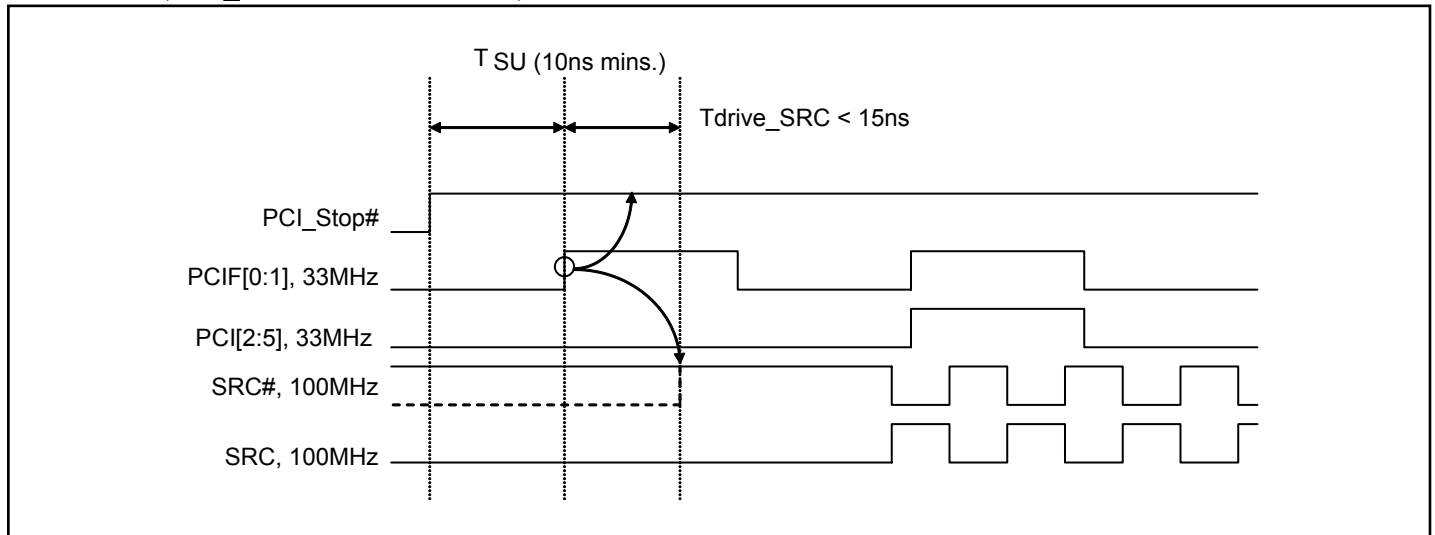 T SU (10ns mins.)
Tdrive_SRC < 15ns
PCI_Stop#
PCIF[0:1], 33MHz
PCI[2:5], 33MHz
SRC#, 100MHz
SRC, 100MHz